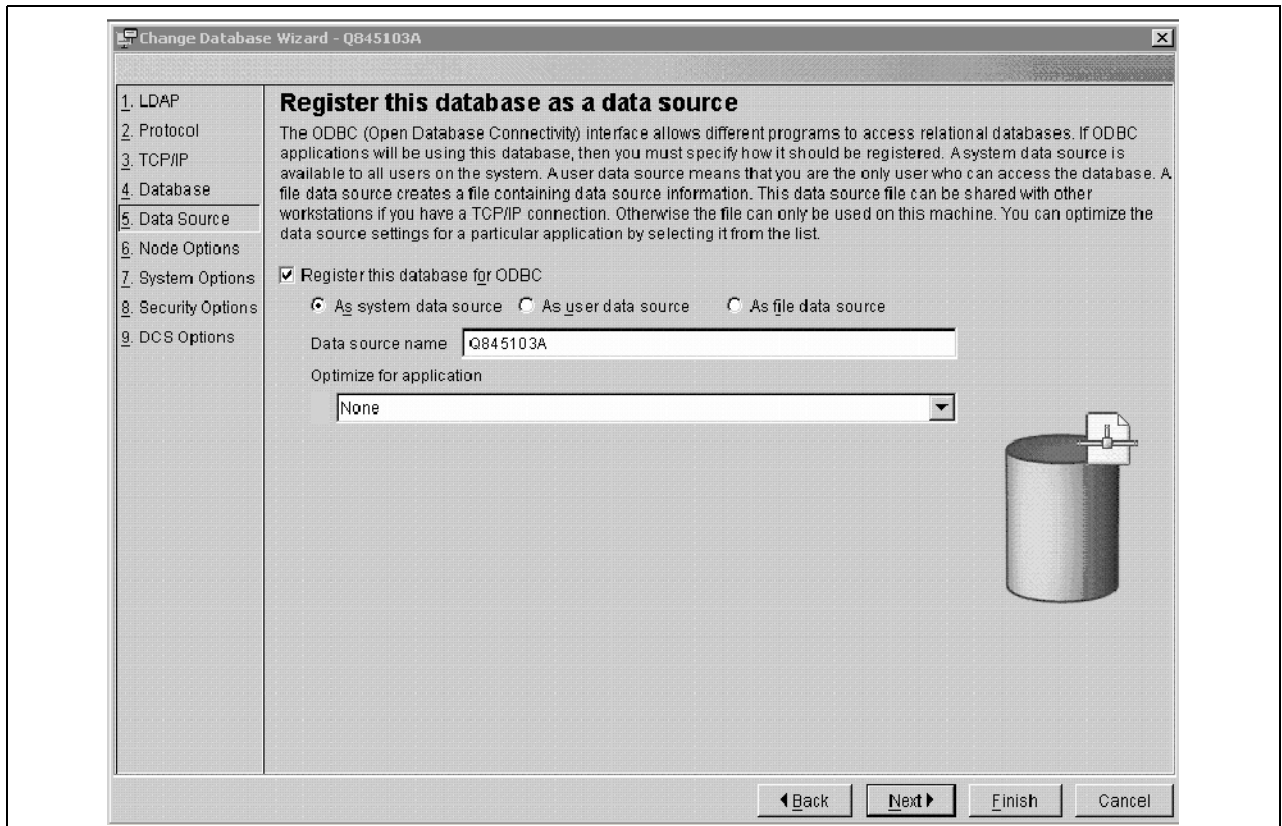 Change Database Wizard - Q845103A
1. LDAP
2. Protocol
3. TCP/IP
4. Database
5. Data Source
6. Node Options
7. System Options
8. Security Options
9. DCS Options
Register this database as a data source
The ODBC (Open Database Connectivity) interface allows different programs to access relational databases. If ODBC
applications will be using this database, then you must specify how it should be registered. A system data source is
available to all users on the system. A user data source means that you are the only user who can access the database. A
file data source creates a file containing data source information. This data source file can be shared with other
workstations if you have a TCP/IP connection. Otherwise the file can only be used on this machine. You can optimize the
data source settings for a particular application by selecting it from the list.
Register this database for ODBC
As system data source As user data source As file data source
Data source name Q845103A
Optimize for application
None
Back Next Finish Cancel